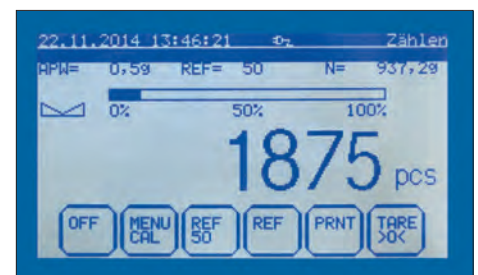 22.11.2014 13:46:21 Zählen
APW= 0,5g REF= 50 N= 937,2g
0% 50% 100%
1875 pcs
OFF MENU CAL REF 50 REF PRNT TARE >0<